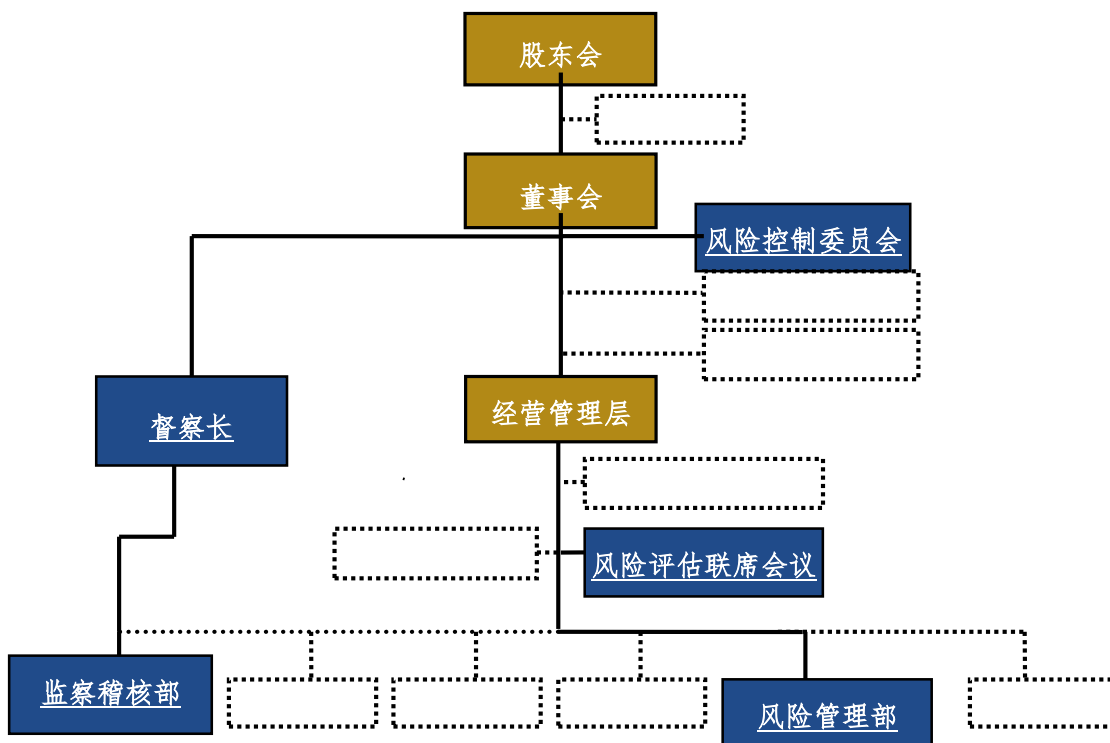 股东会
董事会
风险控制委员会
督察长
经营管理层
风险评估联席会议
监察稽核部
风险管理部